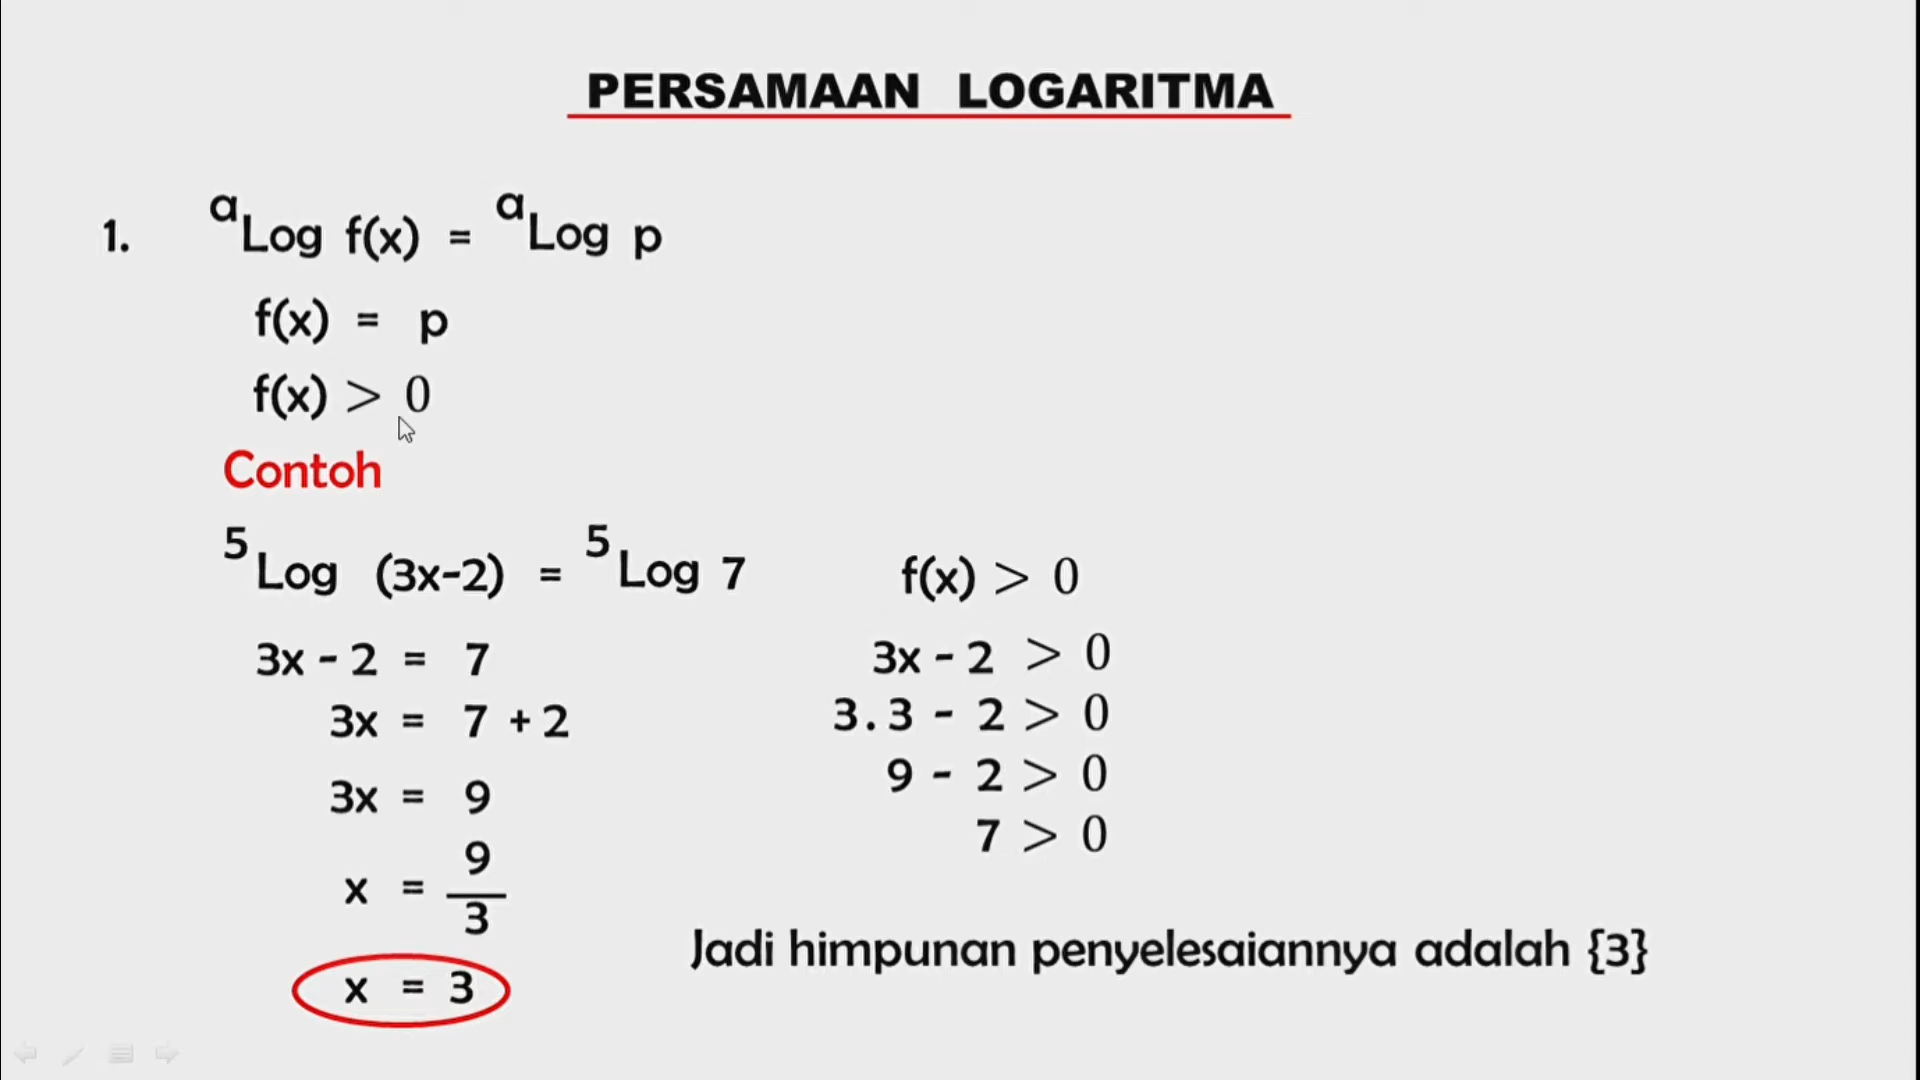 PERSAMAAN LOGARITMA
1. ᵃLog f(x) = ᵃLog p
f(x) = p
f(x) > 0
Contoh
⁵Log (3x-2) = ⁵Log 7
3x - 2 = 7
3x = 7 + 2
3x = 9
x = 9/3
x = 3
f(x) > 0
3x - 2 > 0
3.3 - 2 > 0
9 - 2 > 0
7 > 0
Jadi himpunan penyelesaiannya adalah {3}